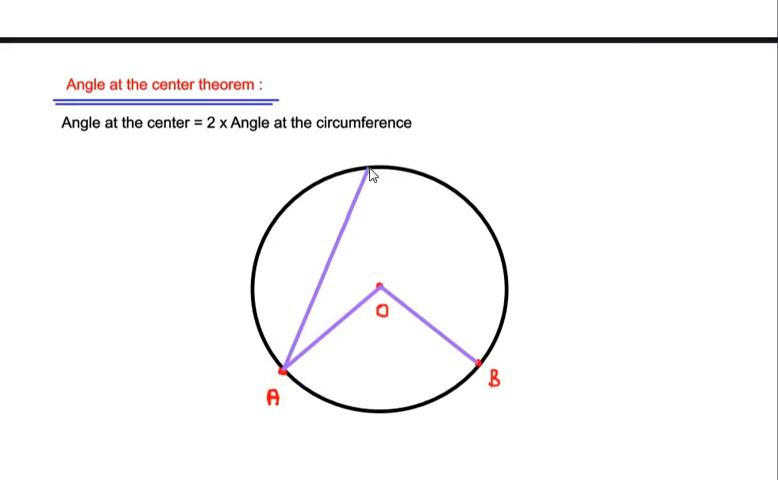 Angle at the center theorem :
Angle at the center = 2 x Angle at the circumference
O
B
A